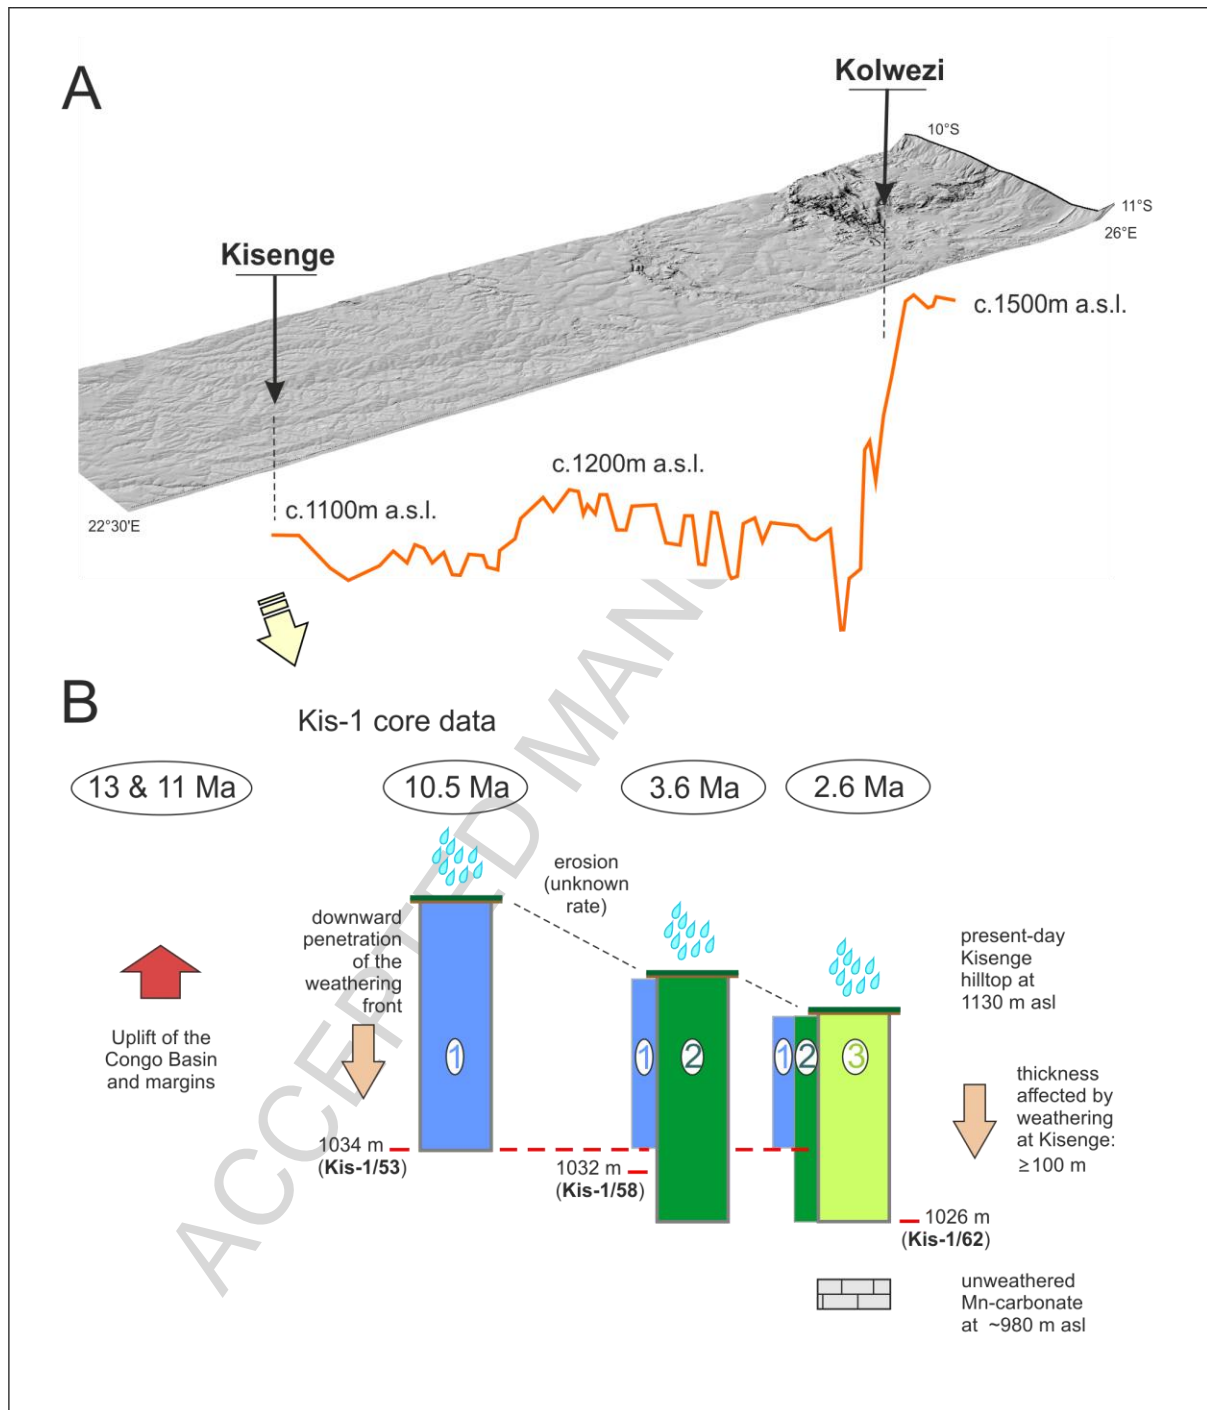 A
Kolwezi
10°S
11°S
26°E
Kisenge
c.1500m a.s.l.
c.1200m a.s.l.
c.1100m a.s.l.
22°30'E
B
Kis-1 core data
13 & 11 Ma
10.5 Ma
3.6 Ma
2.6 Ma
erosion
(unknown
rate)
downward
penetration
of the
weathering
front
present-day
Kisenge
hilltop at
1130 m asl
Uplift of the
Congo Basin
and margins
1
1
2
1
2
3
thickness
affected by
weathering
at Kisenge:
≥100 m
1034 m
(Kis-1/53)
1032 m
(Kis-1/58)
1026 m
(Kis-1/62)
unweathered
Mn-carbonate
at ~980 m asl
ACCEPTED MANU